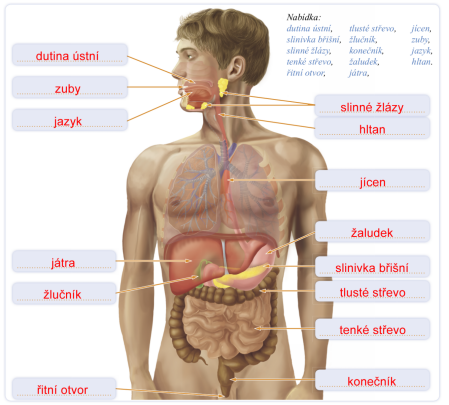 Nabídka:
dutina ústní, tlusté střevo, jícen,
slinivka břišní, žlučník, zuby,
slinné žlázy, konečník, jazyk,
tenké střevo, žaludek, hltan.
řitní otvor, játra,
dutina ústní
zuby
jazyk
slinné žlázy
hltan
jícen
žaludek
játra
slinivka břišní
žlučník
tlusté střevo
tenké střevo
konečník
řitní otvor